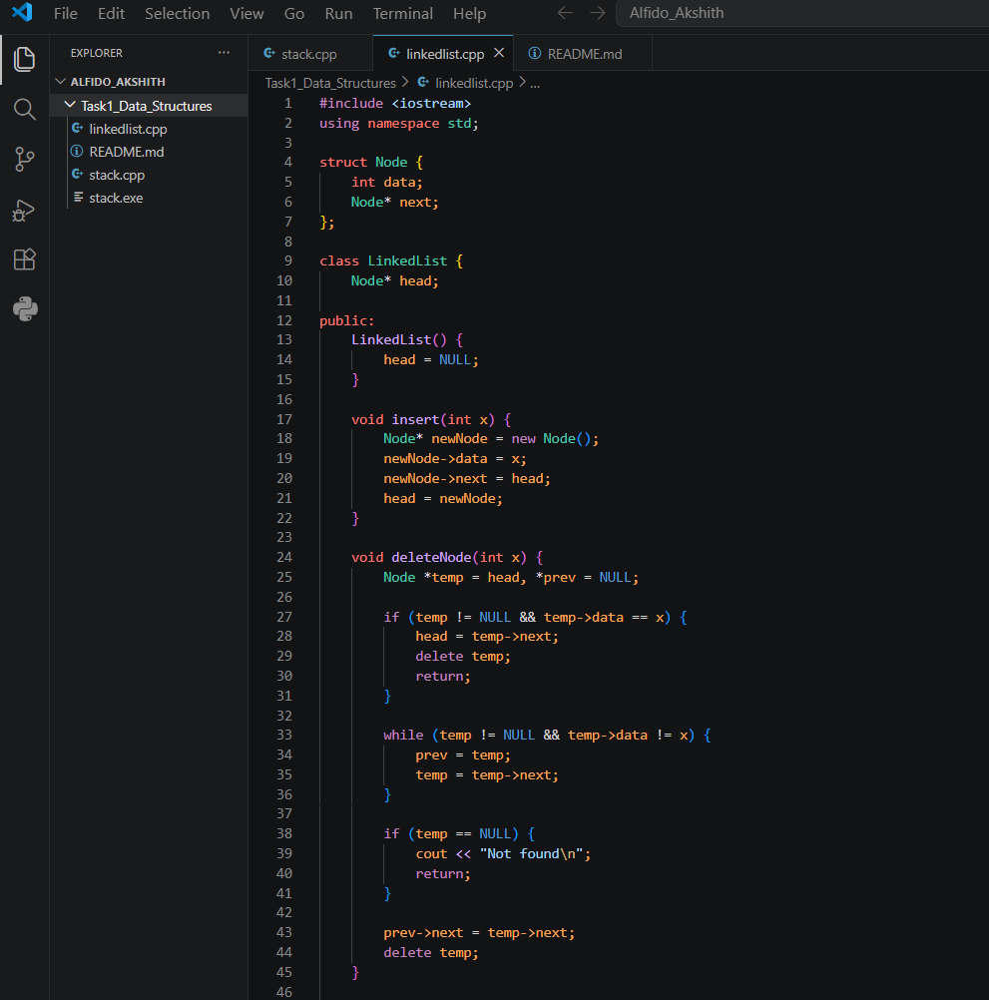 File Edit Selection View Go Run Terminal Help
Alfido_Akshith
EXPLORER ...
ALFIDO_AKSHITH
Task1_Data_Structures
linkedlist.cpp
README.md
stack.cpp
stack.exe
stack.cpp linkedlist.cpp README.md
Task1_Data_Structures > linkedlist.cpp > ...
1 #include <iostream>
2 using namespace std;
3
4 struct Node {
5     int data;
6     Node* next;
7 };
8
9 class LinkedList {
10     Node* head;
11
12 public:
13     LinkedList() {
14         head = NULL;
15     }
16
17     void insert(int x) {
18         Node* newNode = new Node();
19         newNode->data = x;
20         newNode->next = head;
21         head = newNode;
22     }
23
24     void deleteNode(int x) {
25         Node *temp = head, *prev = NULL;
26
27         if (temp != NULL && temp->data == x) {
28             head = temp->next;
29             delete temp;
30             return;
31         }
32
33         while (temp != NULL && temp->data != x) {
34             prev = temp;
35             temp = temp->next;
36         }
37
38         if (temp == NULL) {
39             cout << "Not found\n";
40             return;
41         }
42
43         prev->next = temp->next;
44         delete temp;
45     }
46